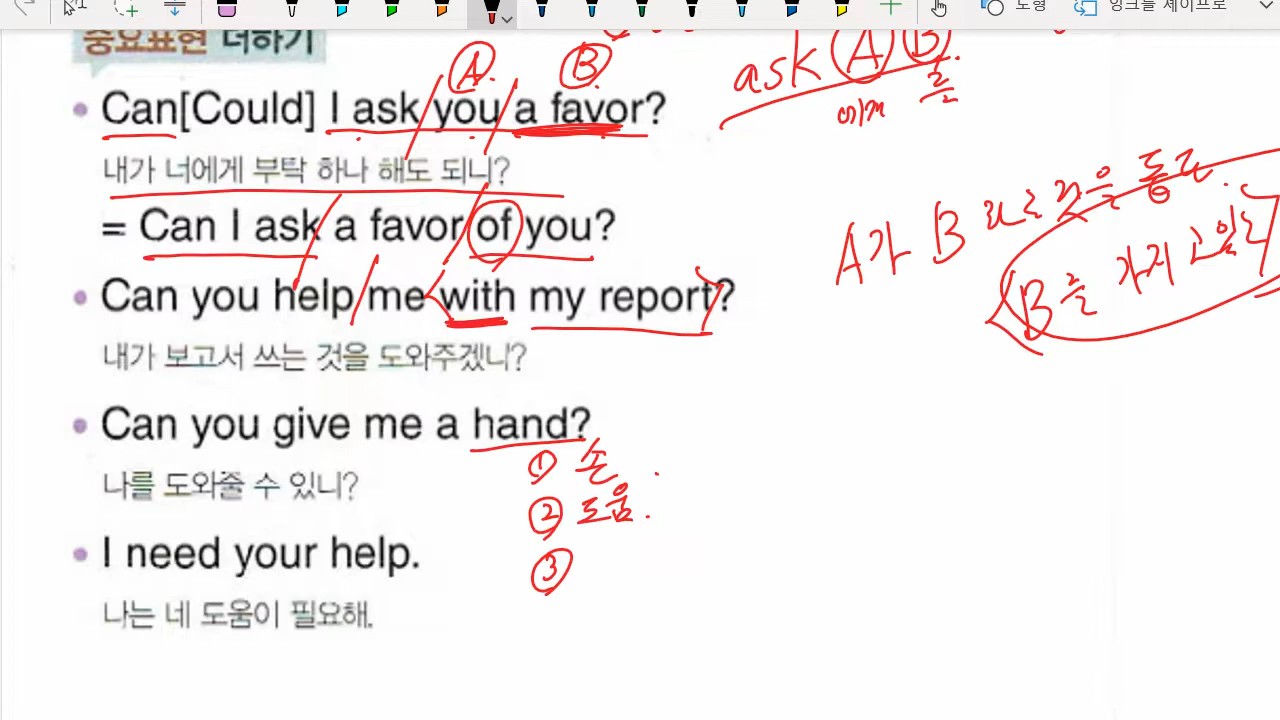 도형
잉크를 셰이프로
중요표현 더하기
Ⓐ Ⓑ
ask Ⓐ Ⓑ
에게 를
Can[Could] I ask you a favor?
내가 너에게 부탁 하나 해도 되니?
= Can I ask a favor of you?
A가 B 라는 것을
B를 가지고
Can you help me with my report?
내가 보고서 쓰는 것을 도와주겠니?
Can you give me a hand?
① 손
나를 도와줄 수 있니?
② 도움.
I need your help.
③
나는 네 도움이 필요해.